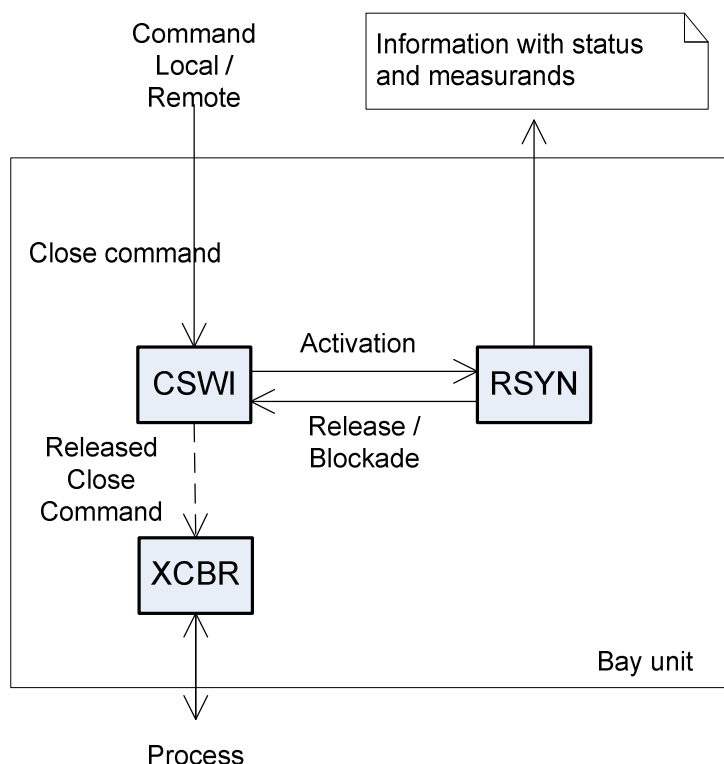 Command
Local /
Remote
Information with status
and measurands
Close command
CSWI
Activation
RSYN
Release /
Blockade
Released
Close
Command
XCBR
Bay unit
Process